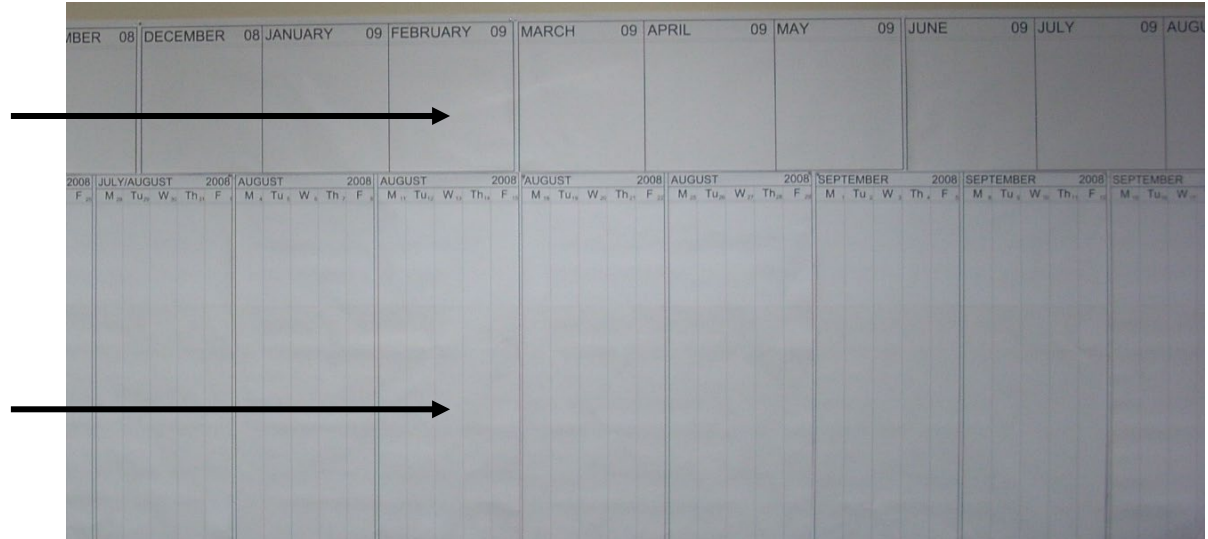 MBER 08 DECEMBER 08 JANUARY 09 FEBRUARY 09 MARCH 09 APRIL 09 MAY 09 JUNE 09 JULY 09 AUGU
2008 JULY/AUGUST 2008 AUGUST 2008 AUGUST 2008 AUGUST 2008 AUGUST 2008 SEPTEMBER 2008 SEPTEMBER 2008 SEPTEMBER
F M Tu W Th F M Tu W Th F M Tu W Th F M Tu W Th F M Tu W Th F M Tu W Th F M Tu W Th F M Tu W